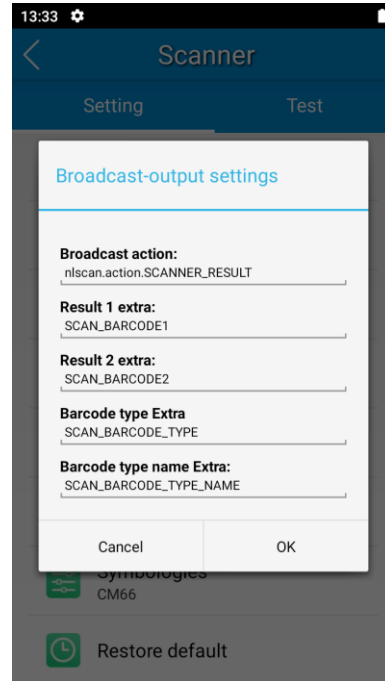 13:33
Scanner
Setting
Test
Broadcast-output settings
Broadcast action:
nlscan.action.SCANNER_RESULT
Result 1 extra:
SCAN_BARCODE1
Result 2 extra:
SCAN_BARCODE2
Barcode type Extra
SCAN_BARCODE_TYPE
Barcode type name Extra:
SCAN_BARCODE_TYPE_NAME
Cancel
OK
Symbologies
CM66
Restore default